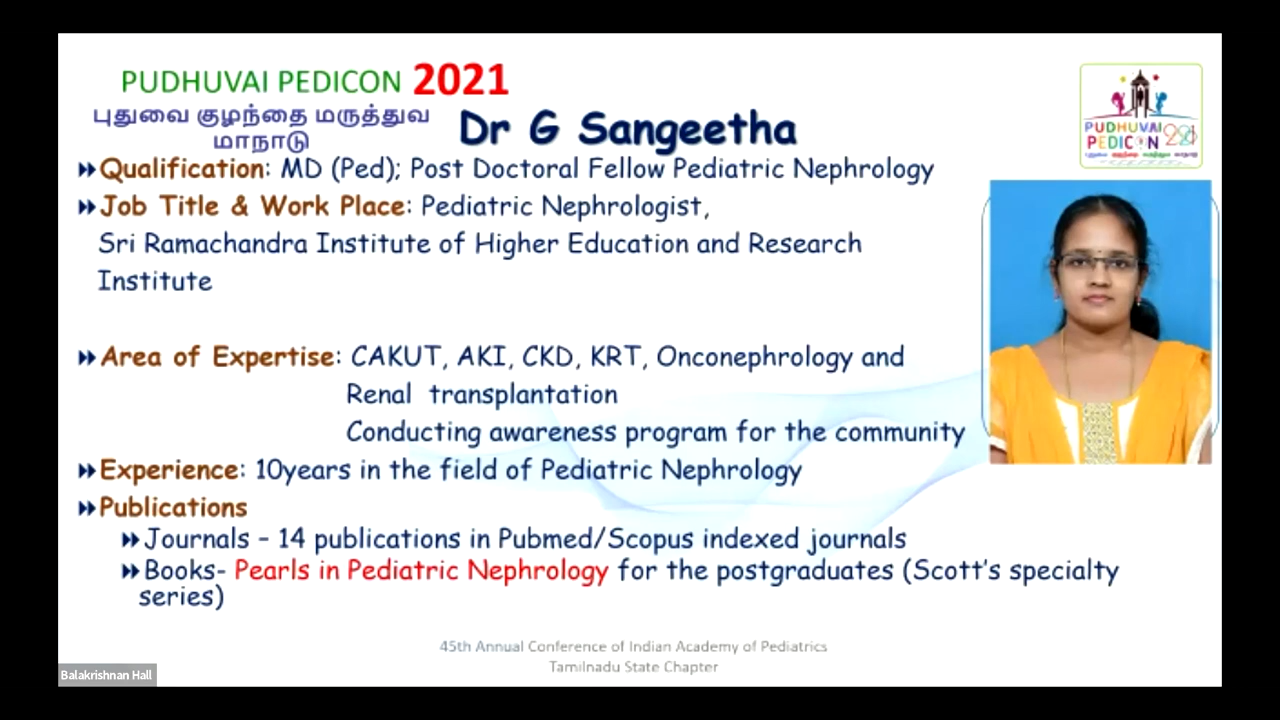 PUDHUVAI PEDICON 2021
புதுவை குழந்தை மருத்துவ
மாநாடு
Dr G Sangeetha
PUDHUVAI
PEDICON 2021
Qualification: MD (Ped); Post Doctoral Fellow Pediatric Nephrology
Job Title & Work Place: Pediatric Nephrologist,
Sri Ramachandra Institute of Higher Education and Research
Institute
Area of Expertise: CAKUT, AKI, CKD, KRT, Onconephrology and
Renal transplantation
Conducting awareness program for the community
Experience: 10years in the field of Pediatric Nephrology
Publications
Journals – 14 publications in Pubmed/Scopus indexed journals
Books- Pearls in Pediatric Nephrology for the postgraduates (Scott's specialty
series)
45th Annual Conference of Indian Academy of Pediatrics
Tamilnadu State Chapter
Balakrishnan Hall